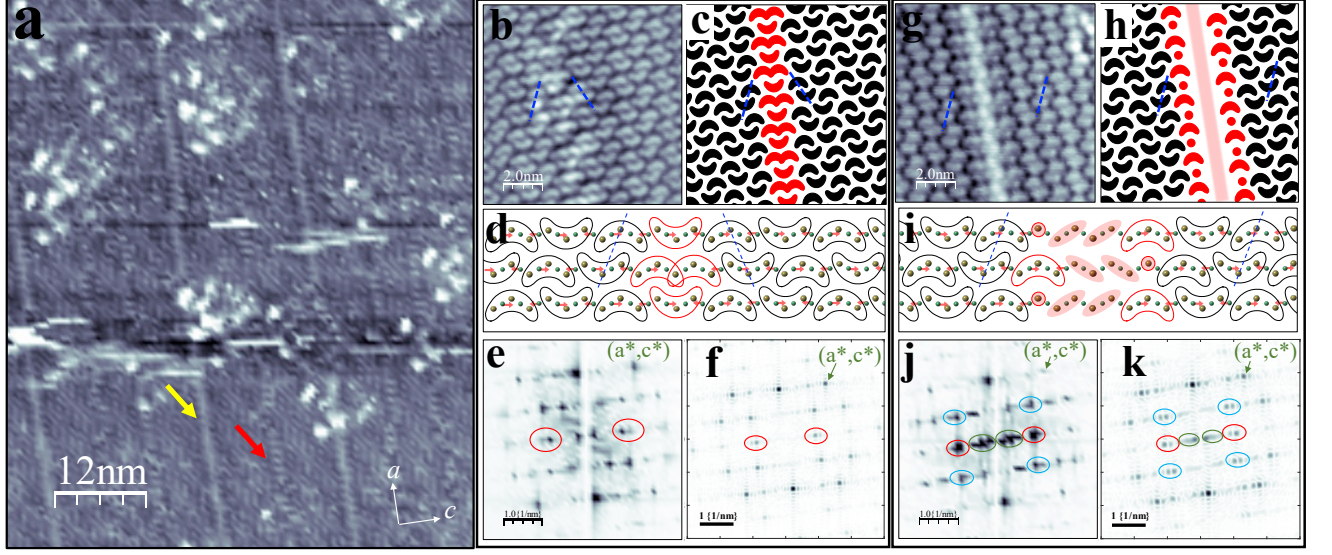 a
12nm
a
c
b
2.0nm
c
d
e
(a*,c*)
1.0{1/nm}
f
(a*,c*)
1 {1/nm}
g
2.0nm
h
i
j
(a*,c*)
1.0{1/nm}
k
(a*,c*)
1 {1/nm}